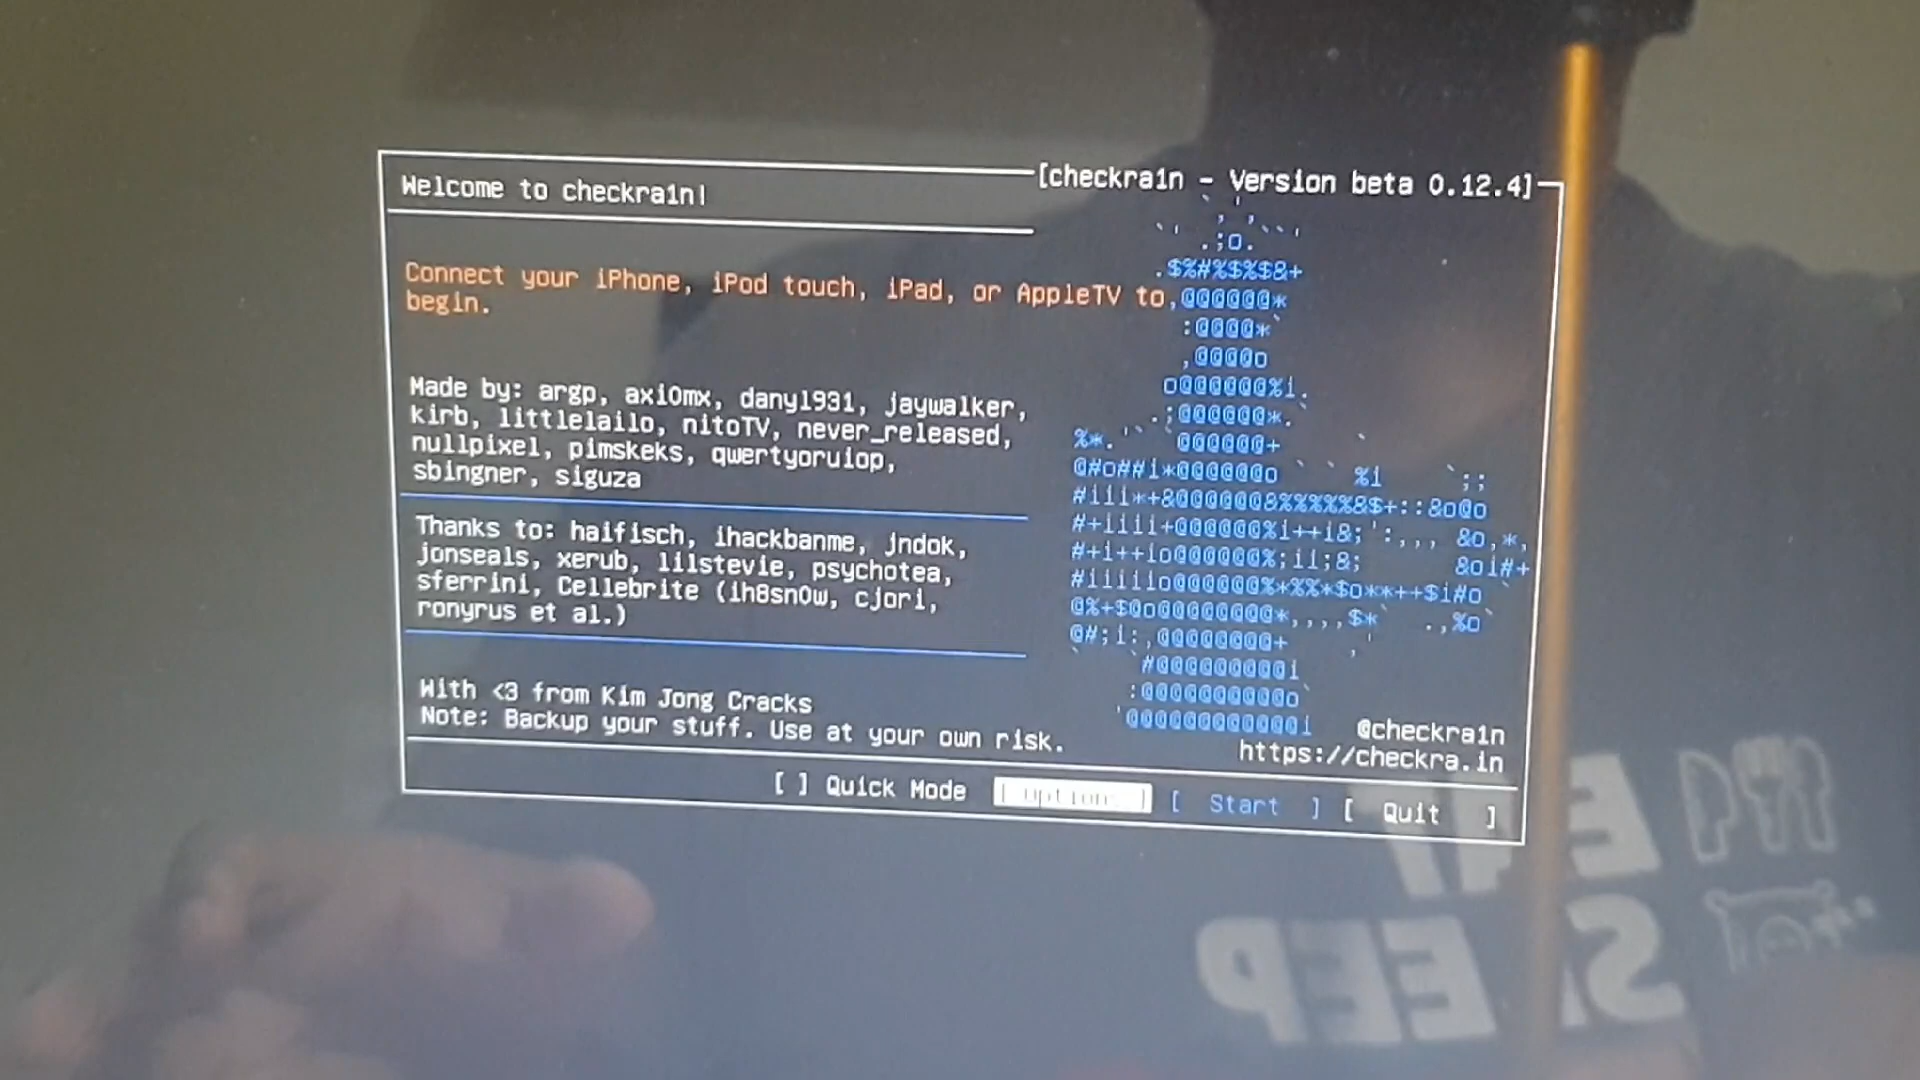 [checkra1n - Version beta 0.12.4]
Welcome to checkra1n!
Connect your iPhone, iPod touch, iPad, or AppleTV to
begin.
Made by: argp, axi0mx, danyl931, jaywalker,
kirb, littlelailo, nitoTV, never_released,
nullpixel, pimskeks, qwertyoruiop,
sbingner, siguza
Thanks to: haifisch, ihackbanme, jndok,
jonseals, xerub, lilstevie, psychotea,
sferrini, Cellebrite (ih8sn0w, cjori,
ronyrus et al.)
With <3 from Kim Jong Cracks
Note: Backup your stuff. Use at your own risk.
@checkra1n
https://checkra.in
[ ] Quick Mode [ Options ] [ Start ] [ Quit ]
EAT
SLEEP